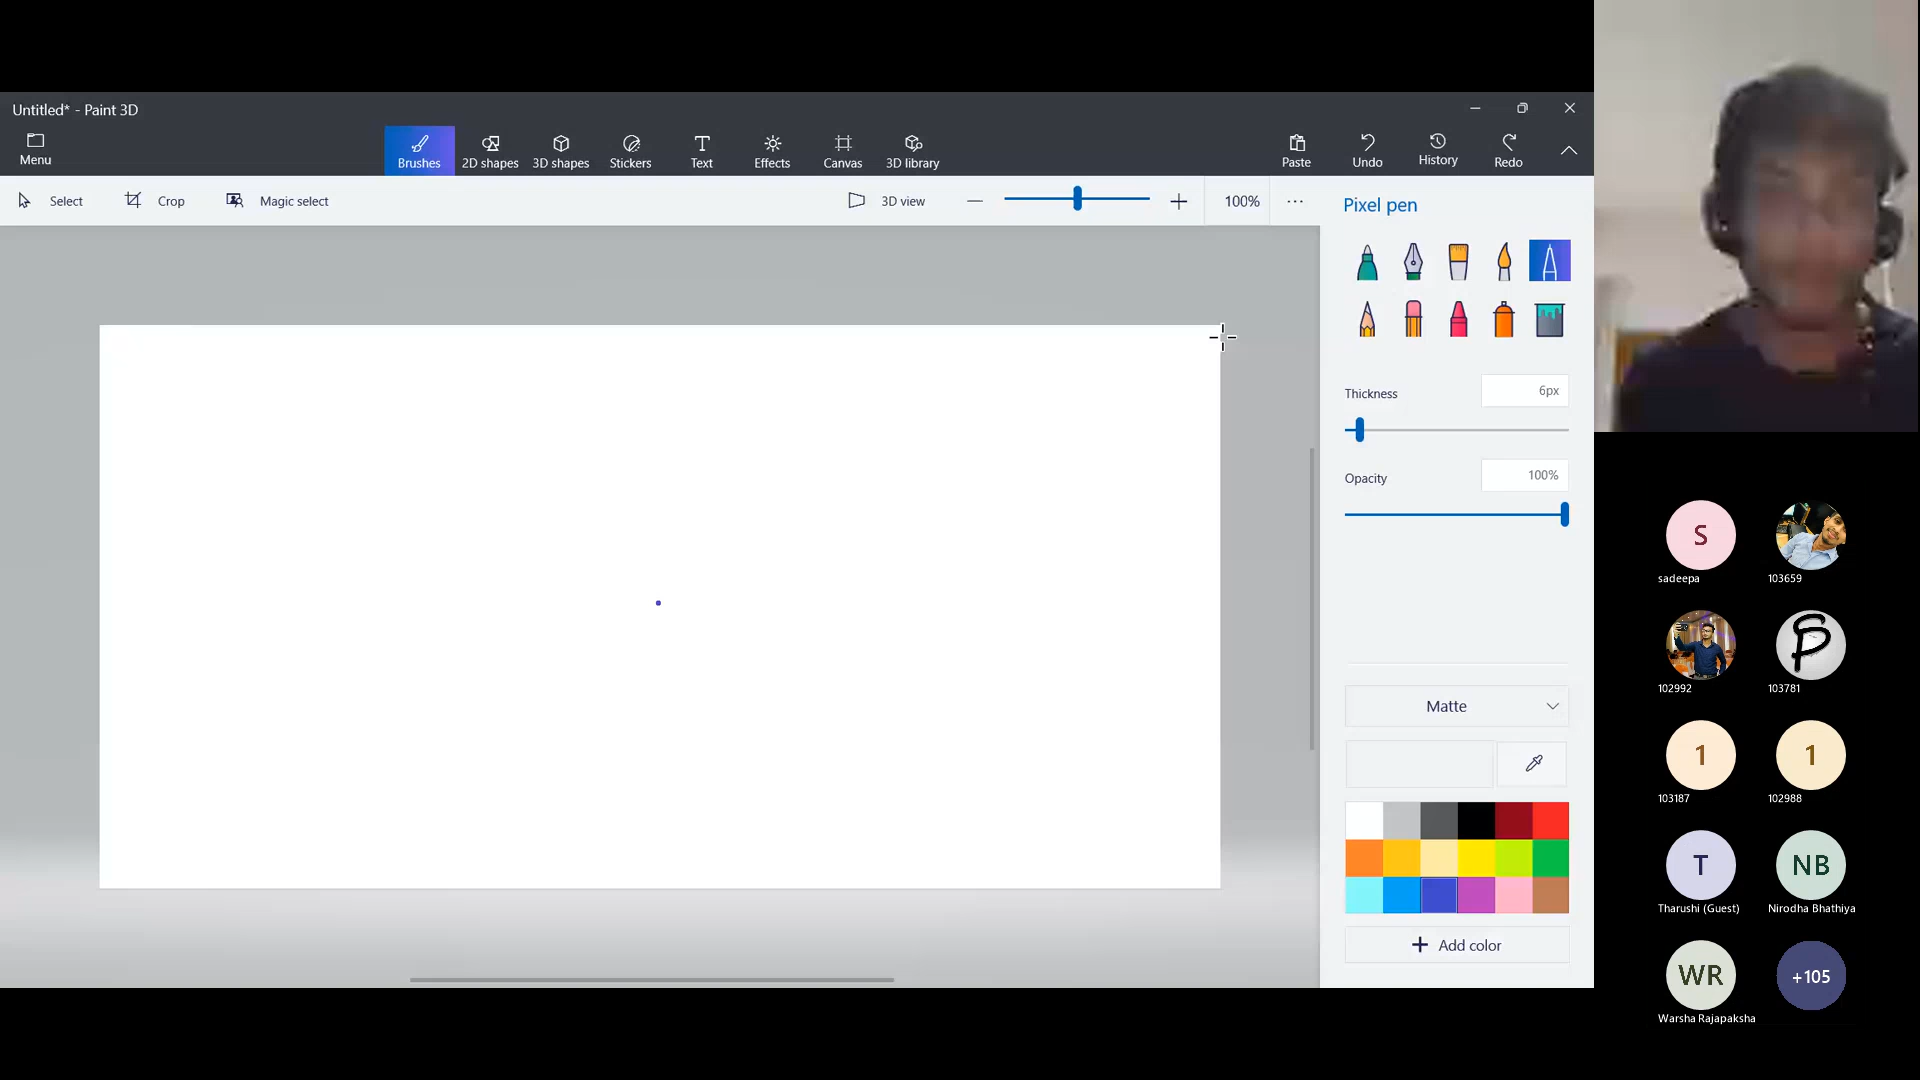 Untitled* - Paint 3D
Menu
Brushes
2D shapes
3D shapes
Stickers
Text
Effects
Canvas
3D library
Paste
Undo
History
Redo
Select
Crop
Magic select
3D view
100%
Pixel pen
Thickness
6px
Opacity
100%
Matte
Add color
S
sadeepa
103659
102992
103781
1
103187
1
102988
T
Tharushi (Guest)
NB
Nirodha Bhathiya
WR
Warsha Rajapaksha
+105